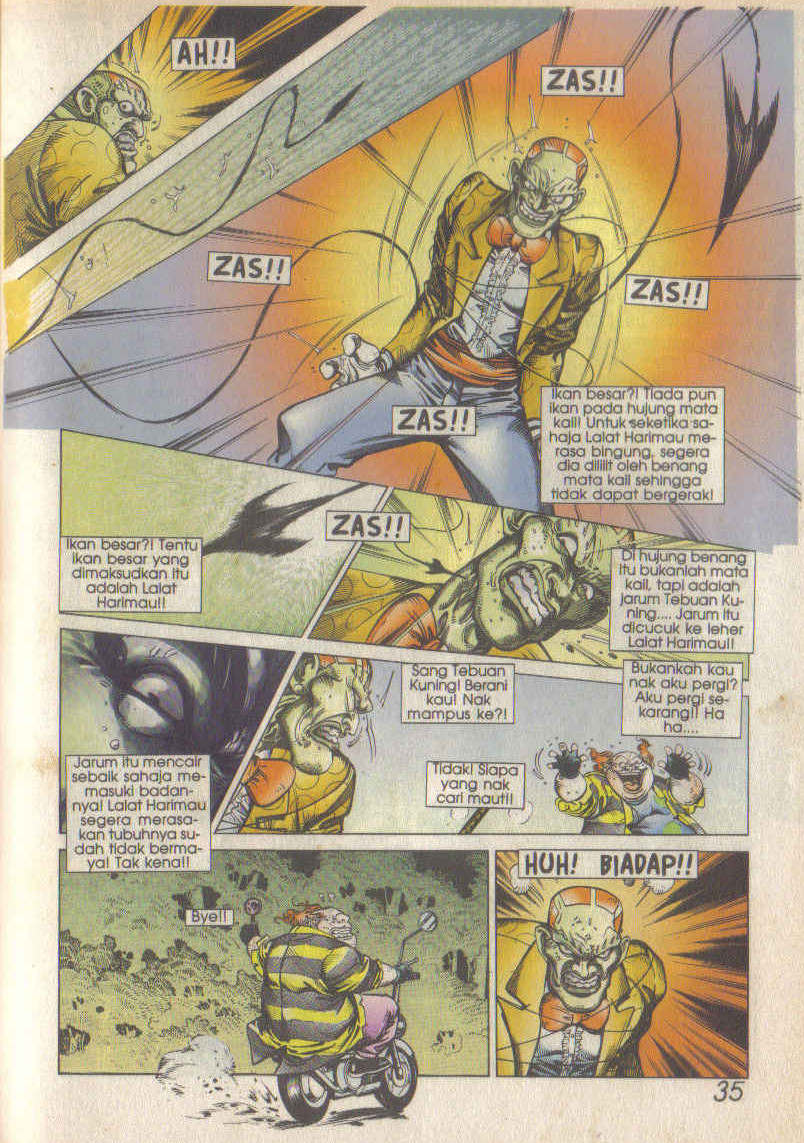 AH!!
ZAS!!
ZAS!!
ZAS!!
ZAS!!
Ikan besar?! Tiada pun
ikan pada hujung mata
kail! Untuk seketika sa-
haja Lalat Harimau me-
rasa bingung, segera
dia dililit oleh benang
mata kail sehingga
tidak dapat bergerak!
Ikan besar?! Tentu
ikan besar yang
dimaksudkan itu
adalah Lalat
Harimau!!
ZAS!!
Di hujung benang
itu bukanlah mata
kail, tapi adalah
jarum Tebuan Ku-
ning.... Jarum itu
dicucuk ke leher
Lalat Harimau!!
Jarum itu mencair
sebaik sahaja me-
masuki badan-
nya! Lalat Harimau
segera merasa-
kan tubuhnya su-
dah tidak berma-
ya! Tak kena!!
Sang Tebuan
Kuning! Berani
kau! Nak
mampus ke?!
Tidak! Siapa
yang nak
cari maut!!
Bukankah kau
nak aku pergi?
Aku pergi se-
karang!! Ha
ha....
Bye!!
HUH! BIADAP!!
35